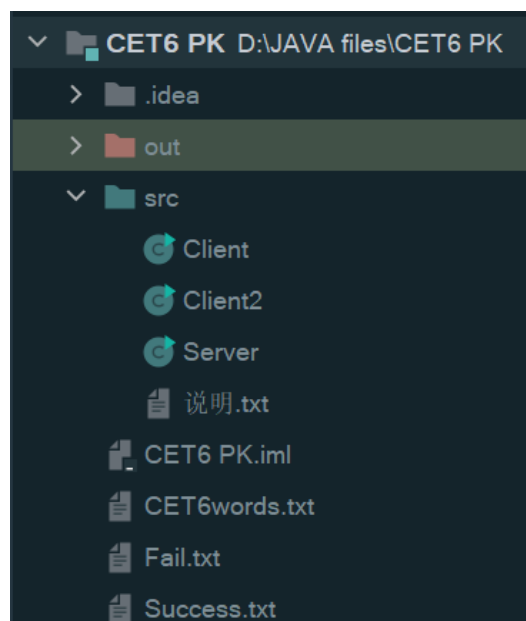 CET6 PK D:\JAVA files\CET6 PK
.idea
out
src
Client
Client2
Server
说明.txt
CET6 PK.iml
CET6words.txt
Fail.txt
Success.txt